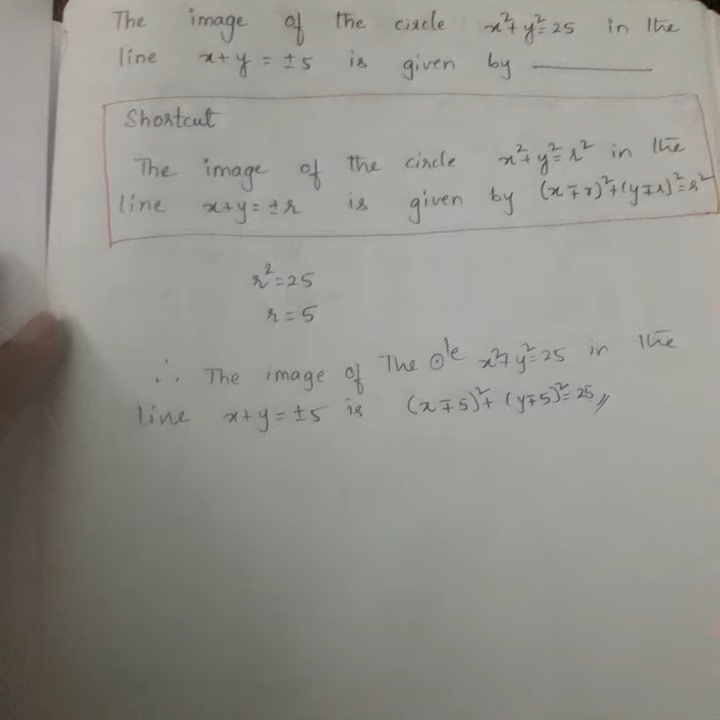 The image of the circle x²+y²=25 in the
line x+y = ±5 is given by ________
Shortcut
The image of the circle x²+y²=r² in the
line x+y=±r is given by (x∓r)²+(y∓r)²=r²
r²=25
r=5
∴ The image of The ⊙le x²+y²=25 in the
line x+y=±5 is (x∓5)²+(y∓5)²=25//